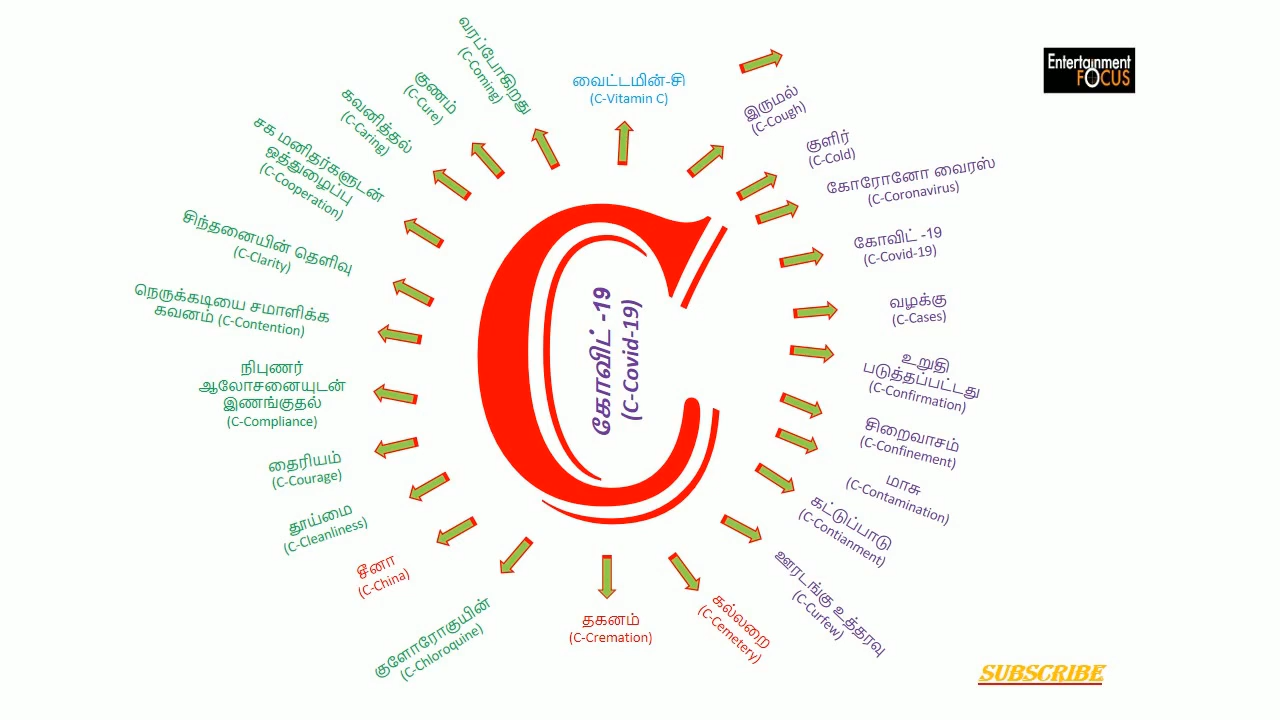 வைட்டமின்-சி
(C-Vitamin C)
இருமல்
(C-Cough)
குளிர்
(C-Cold)
கோரோனோ வைரஸ்
(C-Coronavirus)
கோவிட் -19
(C-Covid-19)
வழக்கு
(C-Cases)
உறுதி
படுத்தப்பட்டது
(C-Confirmation)
சிறைவாசம்
(C-Confinement)
மாசு
(C-Contamination)
கட்டுப்பாடு
(C-Contianment)
ஊரடங்கு உத்தரவு
(C-Curfew)
கல்லறை
(C-Cemetery)
தகனம்
(C-Cremation)
குளோரோகுயின்
(C-Chloroquine)
சீனா
(C-China)
தூய்மை
(C-Cleanliness)
தைரியம்
(C-Courage)
நிபுணர்
ஆலோசனையுடன்
இணங்குதல்
(C-Compliance)
நெருக்கடியை சமாளிக்க
கவனம் (C-Contention)
சிந்தனையின் தெளிவு
(C-Clarity)
சக மனிதர்களுடன்
ஒத்துழைப்பு
(C-Cooperation)
கவனித்தல்
(C-Caring)
குணம்
(C-Cure)
வரப்போகிறது
(C-Coming)
C
கோவிட் -19
(C-Covid-19)
Entertainment
FOCUS
SUBSCRIBE